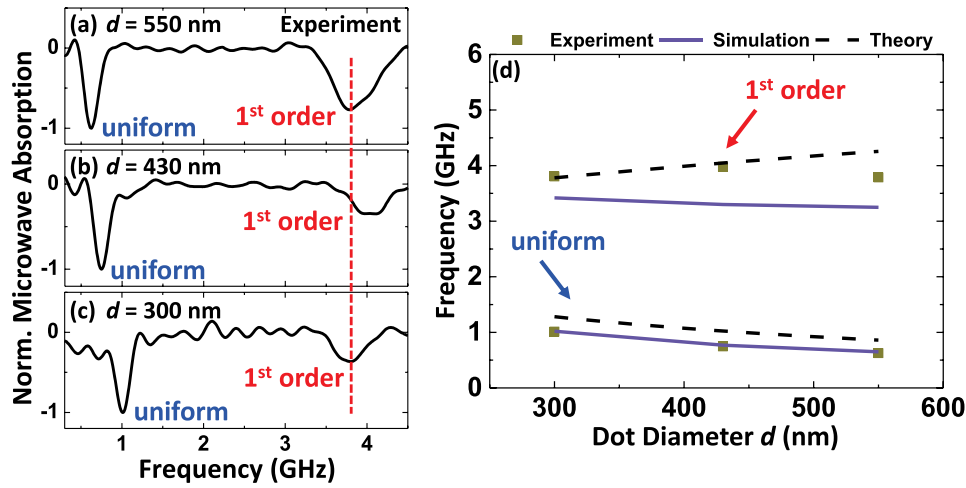 (a) d = 550 nm Experiment
0
-1
uniform
1st order
(b) d = 430 nm
0
-1
uniform
1st order
(c) d = 300 nm
0
-1
uniform
1st order
1 2 3 4
Frequency (GHz)
Norm. Microwave Absorption
Experiment Simulation Theory
(d)
1st order
uniform
6
5
4
3
2
1
0
300 400 500 600
Dot Diameter d (nm)
Frequency (GHz)